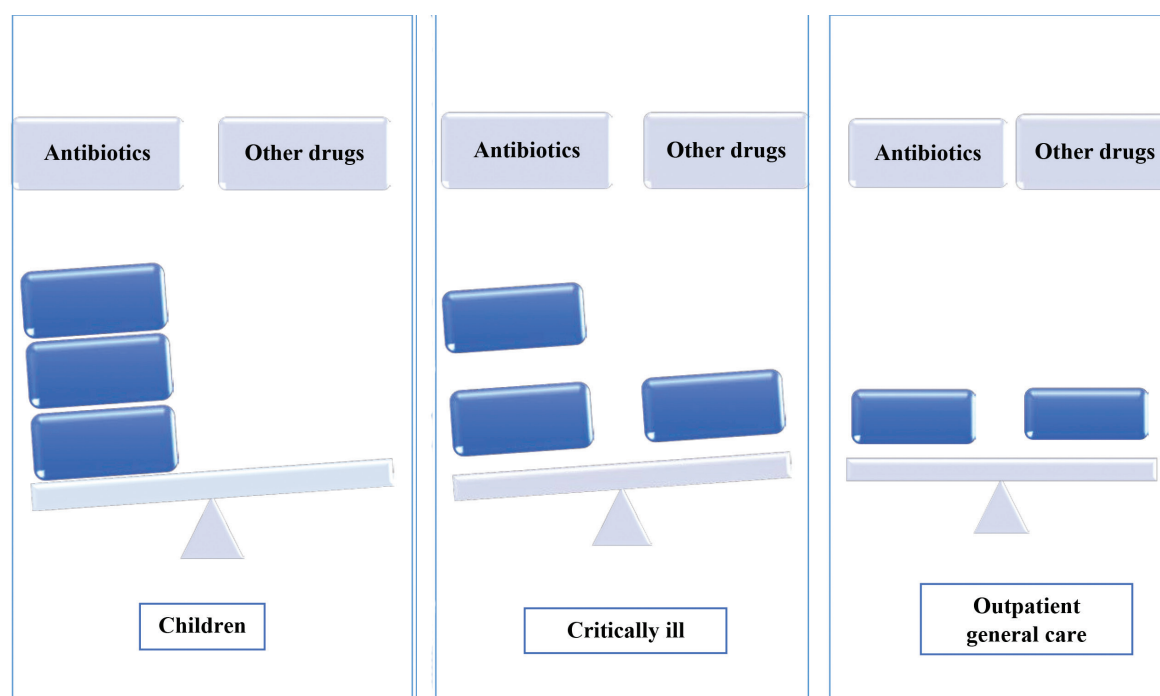 Antibiotics
Other drugs
Children
Antibiotics
Other drugs
Critically ill
Antibiotics
Other drugs
Outpatient
general care